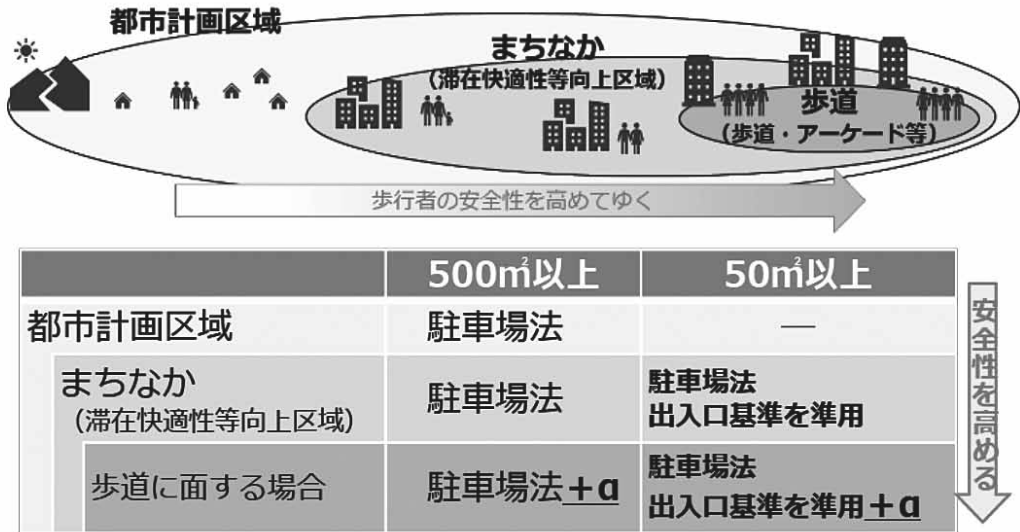 都市計画区域
まちなか
(滞在快適性等向上区域)
歩道
(歩道・アーケード等)
歩行者の安全性を高めてゆく
500㎡以上
50㎡以上
都市計画区域
駐車場法
—
まちなか
(滞在快適性等向上区域)
駐車場法
駐車場法
出入口基準を準用
歩道に面する場合
駐車場法+α
駐車場法
出入口基準を準用+α
安全性を高める